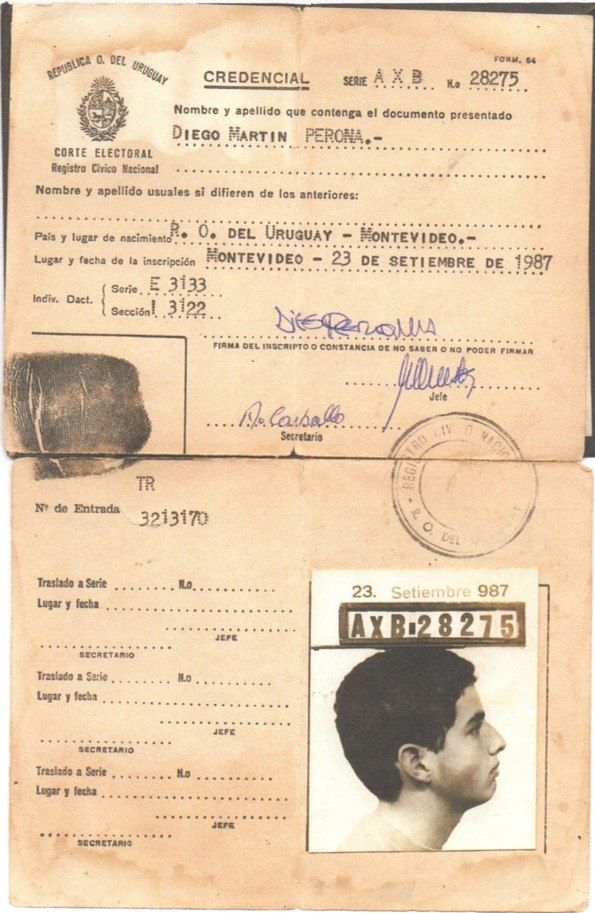 FORM. 64
REPUBLICA O. DEL URUGUAY
CREDENCIAL SERIE AXB N.o 28275
Nombre y apellido que contenga el documento presentado
DIEGO MARTIN PERONA.-
CORTE ELECTORAL
Registro Cívico Nacional
Nombre y apellido usuales si difieren de los anteriores:
País y lugar de nacimiento R. O. DEL URUGUAY - MONTEVIDEO.-
Lugar y fecha de la inscripción MONTEVIDEO - 23 DE SETIEMBRE DE 1987
Indiv. Dact. Serie E 3133
Sección I 3122
FIRMA DEL INSCRIPTO O CONSTANCIA DE NO SABER O NO PODER FIRMAR
Jefe
Secretario
REGISTRO CIVICO NACIO
R. O. DEL
TR
Nº de Entrada 3213170
Traslado a Serie N.o
Lugar y fecha
JEFE
SECRETARIO
Traslado a Serie N.o
Lugar y fecha
JEFE
SECRETARIO
Traslado a Serie N.o
Lugar y fecha
JEFE
SECRETARIO
23. Setiembre 987
AXB.28275